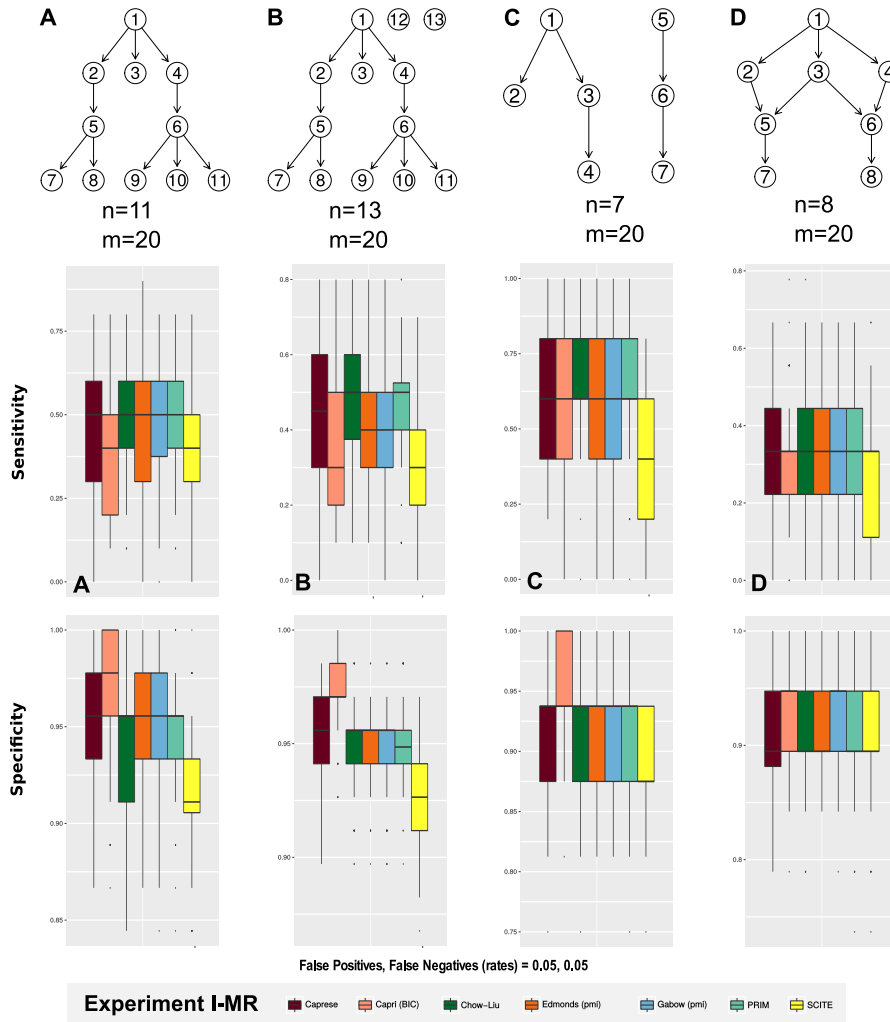 A
B
C
D
1
2
3
4
5
6
7
8
9
10
11
n=11
m=20
1
12
13
2
3
4
5
6
7
8
9
10
11
n=13
m=20
1
5
2
3
6
4
7
n=7
m=20
1
2
3
4
5
6
7
8
n=8
m=20
Sensitivity
0.75
0.50
0.25
0.00
A
0.8
0.6
0.4
0.2
0.0
B
1.00
0.75
0.50
0.25
0.00
C
0.8
0.6
0.4
0.2
0.0
D
Specificity
1.00
0.95
0.90
0.85
1.00
0.95
0.90
1.00
0.95
0.90
0.85
0.80
0.75
1.0
0.9
0.8
False Positives, False Negatives (rates) = 0.05, 0.05
Experiment I-MR
Caprese
Capri (BIC)
Chow-Liu
Edmonds (pmi)
Gabow (pmi)
PRIM
SCITE